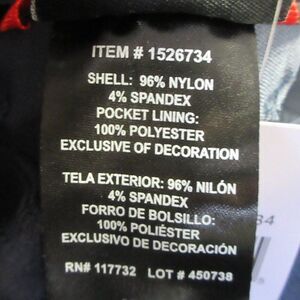 ITEM # 1526734
SHELL: 96% NYLON
4% SPANDEX
POCKET LINING:
100% POLYESTER
EXCLUSIVE OF DECORATION
TELA EXTERIOR: 96% NILÓN
4% SPANDEX
FORRO DE BOLSILLO:
100% POLIÉSTER
EXCLUSIVO DE DECORACIÓN
RN# 117732 LOT # 450738
34